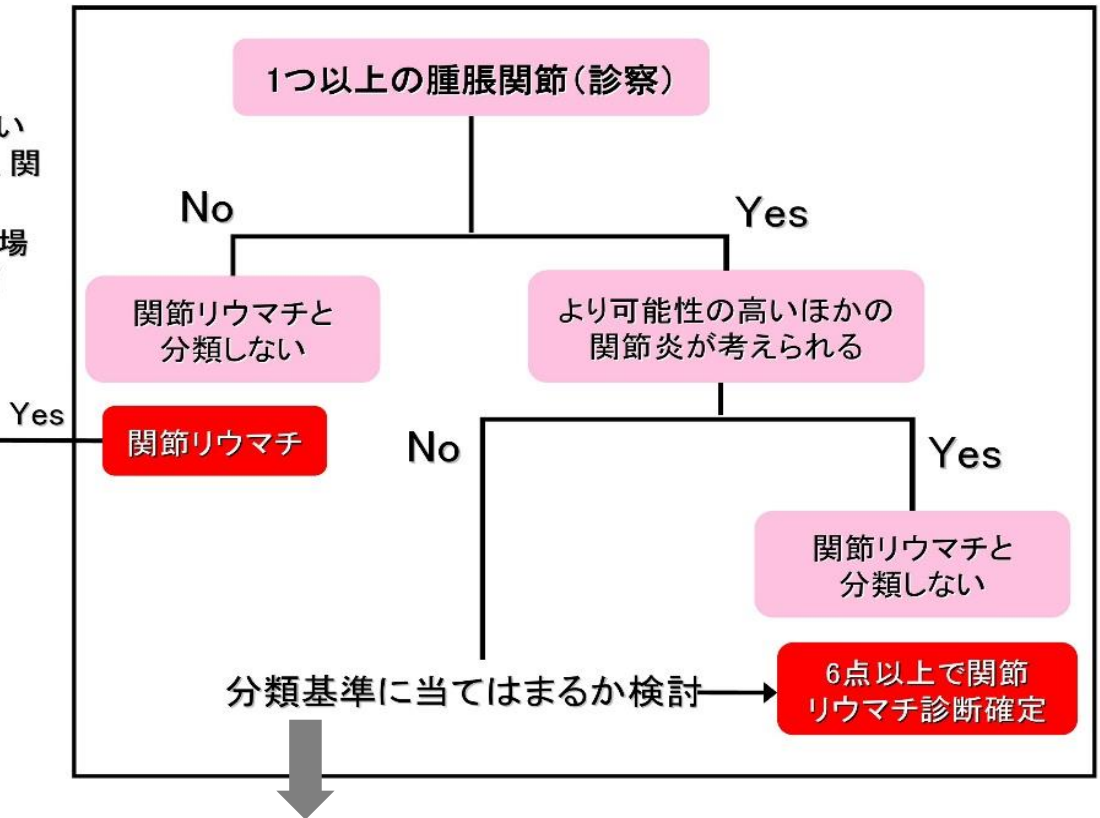 1つ以上の腫脹関節(診察)
い
関
場
No
Yes
関節リウマチと
分類しない
より可能性の高いほかの
関節炎が考えられる
Yes
関節リウマチ
No
Yes
関節リウマチと
分類しない
分類基準に当てはまるか検討
6点以上で関節
リウマチ診断確定